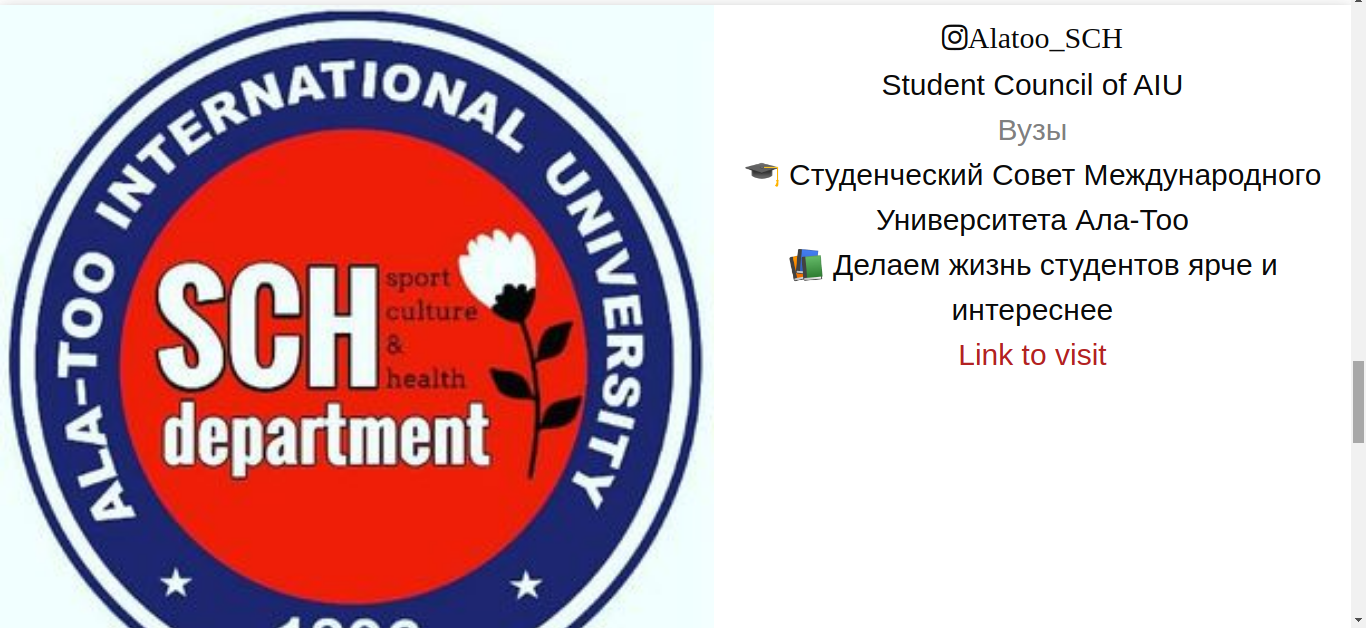 ALA-TOO INTERNATIONAL UNIVERSITY
SCH
sport
culture
&
health
department
Alatoo_SCH
Student Council of AIU
Вузы
🎓 Студенческий Совет Международного
Университета Ала-Тоо
📚 Делаем жизнь студентов ярче и
интереснее
Link to visit